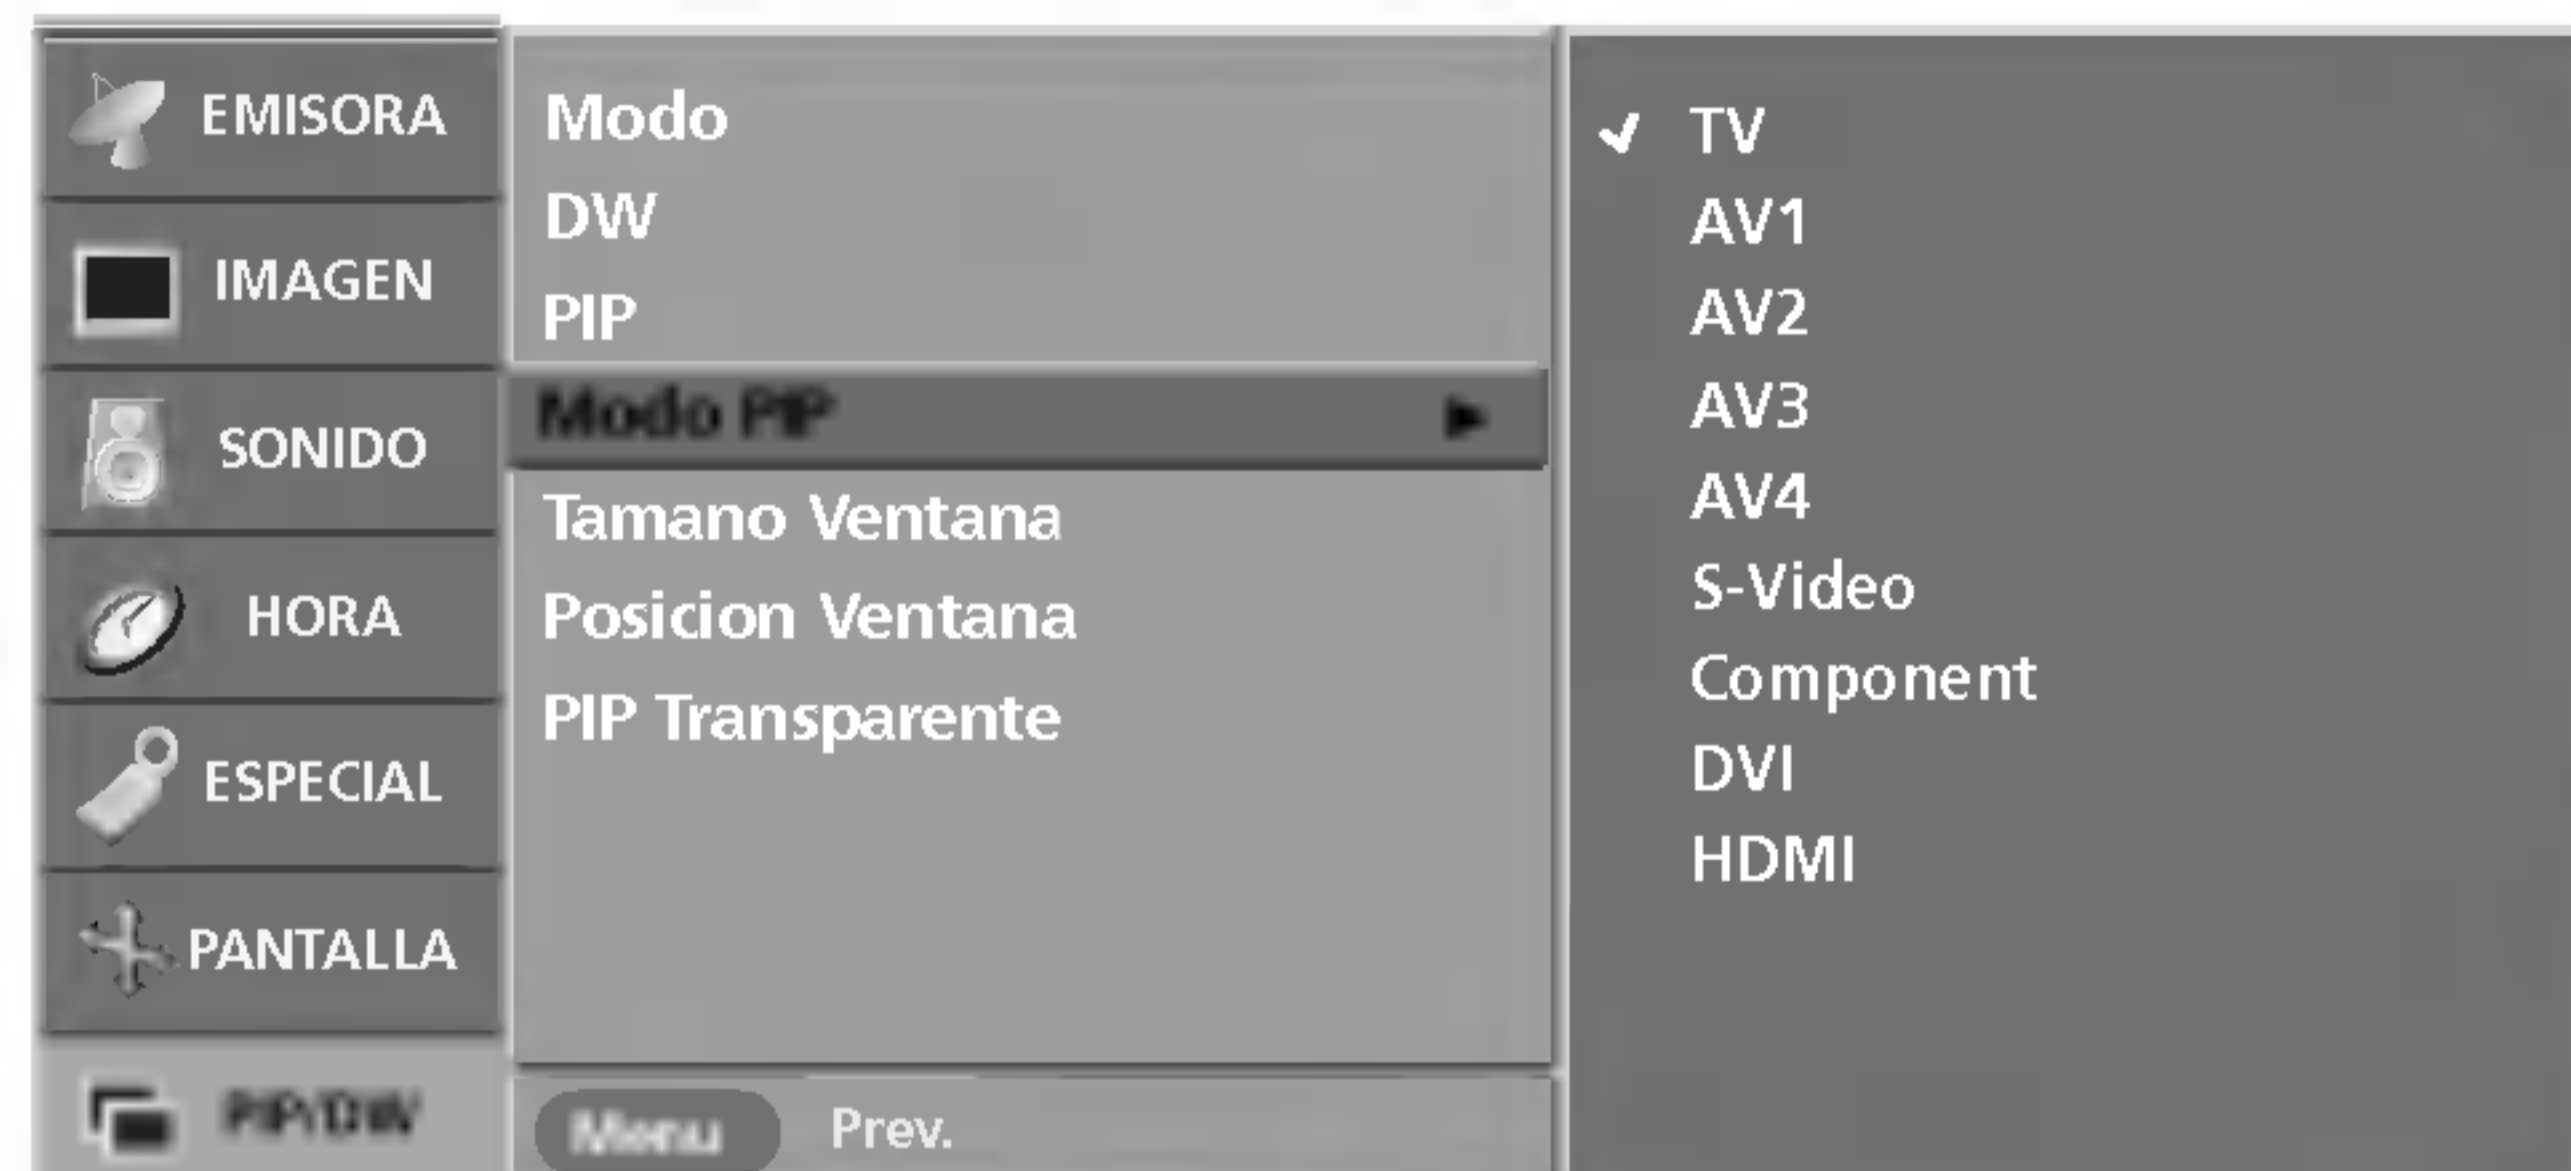 EMISORA
IMAGEN
SONIDO
HORA
ESPECIAL
PANTALLA
PIP/DW
Modo
DW
PIP
Modo PIP
Tamano Ventana
Posicion Ventana
PIP Transparente
Menu Prev.
TV
AV1
AV2
AV3
AV4
S-Video
Component
DVI
HDMI